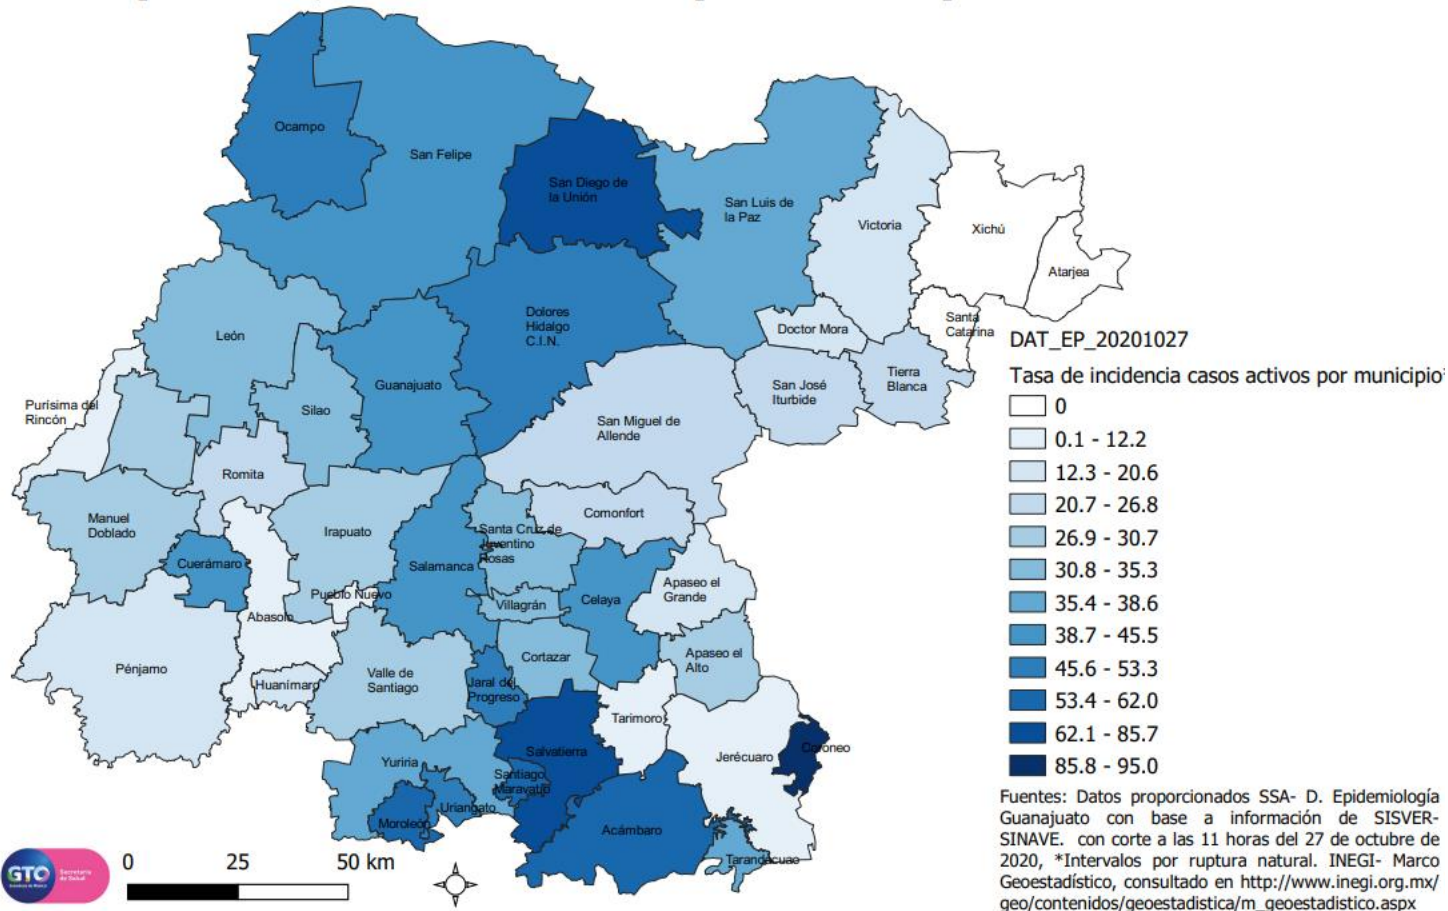 Ocampo
San Felipe
San Diego de
la Unión
San Luis de
la Paz
Victoria
Xichú
Atarjea
León
Dolores
Hidalgo
C.I.N.
Doctor Mora
Santa
Catarina
Guanajuato
San José
Iturbide
Tierra
Blanca
Purísima del
Rincón
Silao
San Miguel de
Allende
Romita
Manuel
Doblado
Irapuato
Santa Cruz de
Juventino
Rosas
Comonfort
Cuerámaro
Salamanca
Pueblo Nuevo
Villagrán
Celaya
Apaseo el
Grande
Abasolo
Pénjamo
Huanímaro
Valle de
Santiago
Cortazar
Apaseo el
Alto
Jaral del
Progreso
Tarimoro
Salvatierra
Jerécuaro
Coroneo
Yuriria
Santiago
Maravatío
Uriangato
Moroleón
Acámbaro
Tarandacuao
DAT_EP_20201027
Tasa de incidencia casos activos por municipio*
0
0.1 - 12.2
12.3 - 20.6
20.7 - 26.8
26.9 - 30.7
30.8 - 35.3
35.4 - 38.6
38.7 - 45.5
45.6 - 53.3
53.4 - 62.0
62.1 - 85.7
85.8 - 95.0
Fuentes: Datos proporcionados SSA- D. Epidemiología
Guanajuato con base a información de SISVER-
SINAVE. con corte a las 11 horas del 27 de octubre de
2020, *Intervalos por ruptura natural. INEGI- Marco
Geoestadístico, consultado en http://www.inegi.org.mx/
geo/contenidos/geoestadistica/m_geoestadistico.aspx
GTO
Secretaría
de Salud
0 25 50 km